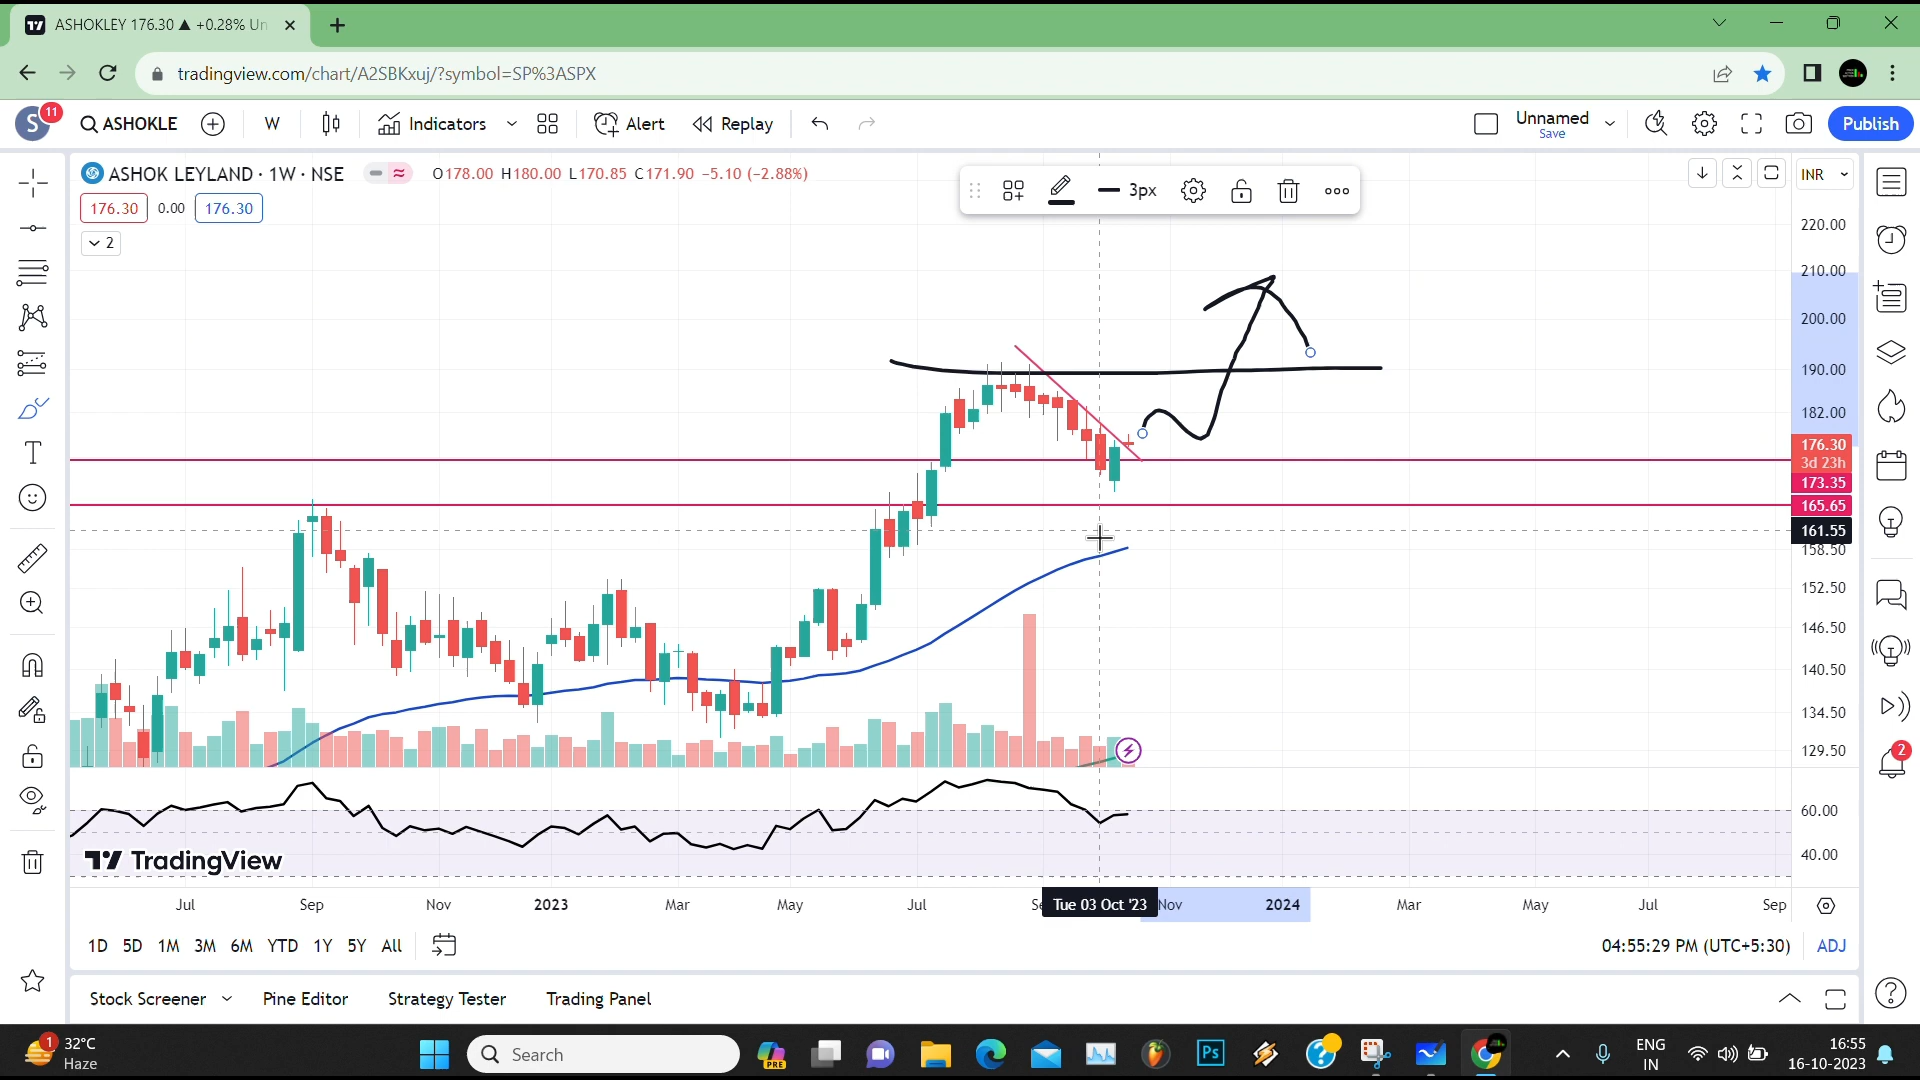 ASHOKLEY 176.30 ▲ +0.28% Un
tradingview.com/chart/A2SBKxuj/?symbol=SP%3ASPX
S 11 ASHOKLE W Indicators Alert Replay Unnamed Save Publish
ASHOK LEYLAND · 1W · NSE O178.00 H180.00 L170.85 C171.90 -5.10 (-2.88%)
3px
INR
176.30 0.00 176.30
2
220.00
210.00
200.00
190.00
182.00
176.30
3d 23h
173.35
165.65
161.55
158.50
152.50
146.50
140.50
134.50
129.50
2
60.00
40.00
TradingView
Jul Sep Nov 2023 Mar May Jul Se Tue 03 Oct '23 Nov 2024 Mar May Jul Sep
1D 5D 1M 3M 6M YTD 1Y 5Y All 04:55:29 PM (UTC+5:30) ADJ
Stock Screener Pine Editor Strategy Tester Trading Panel
1 32°C
Haze
Search
PRE
Ps
ENG
IN
16:55
16-10-2023